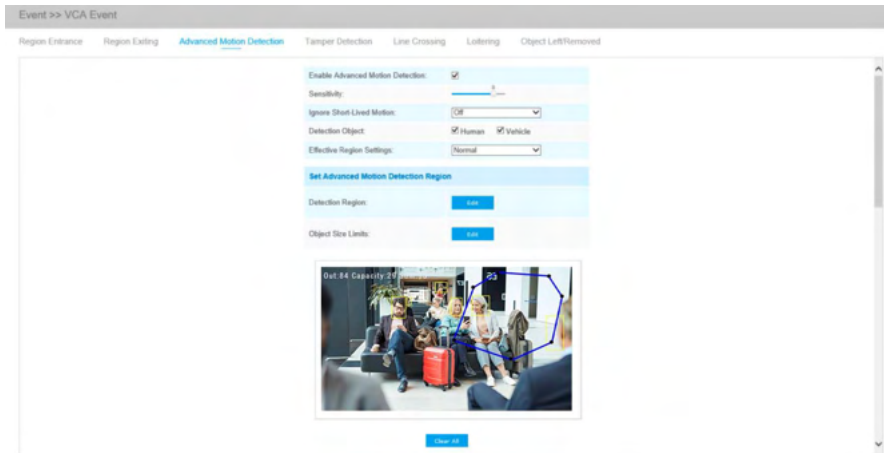 Event >> VCA Event
Region Entrance Region Exiting Advanced Motion Detection Tamper Detection Line Crossing Loitering Object Left/Removed
Enable Advanced Motion Detection:
Sensitivity:
Ignore Short-Lived Motion: Off
Detection Object: Human Vehicle
Effective Region Settings: Normal
Set Advanced Motion Detection Region
Detection Region: Edit
Object Size Limits: Edit
Out:84 Capacity:29
Clear All